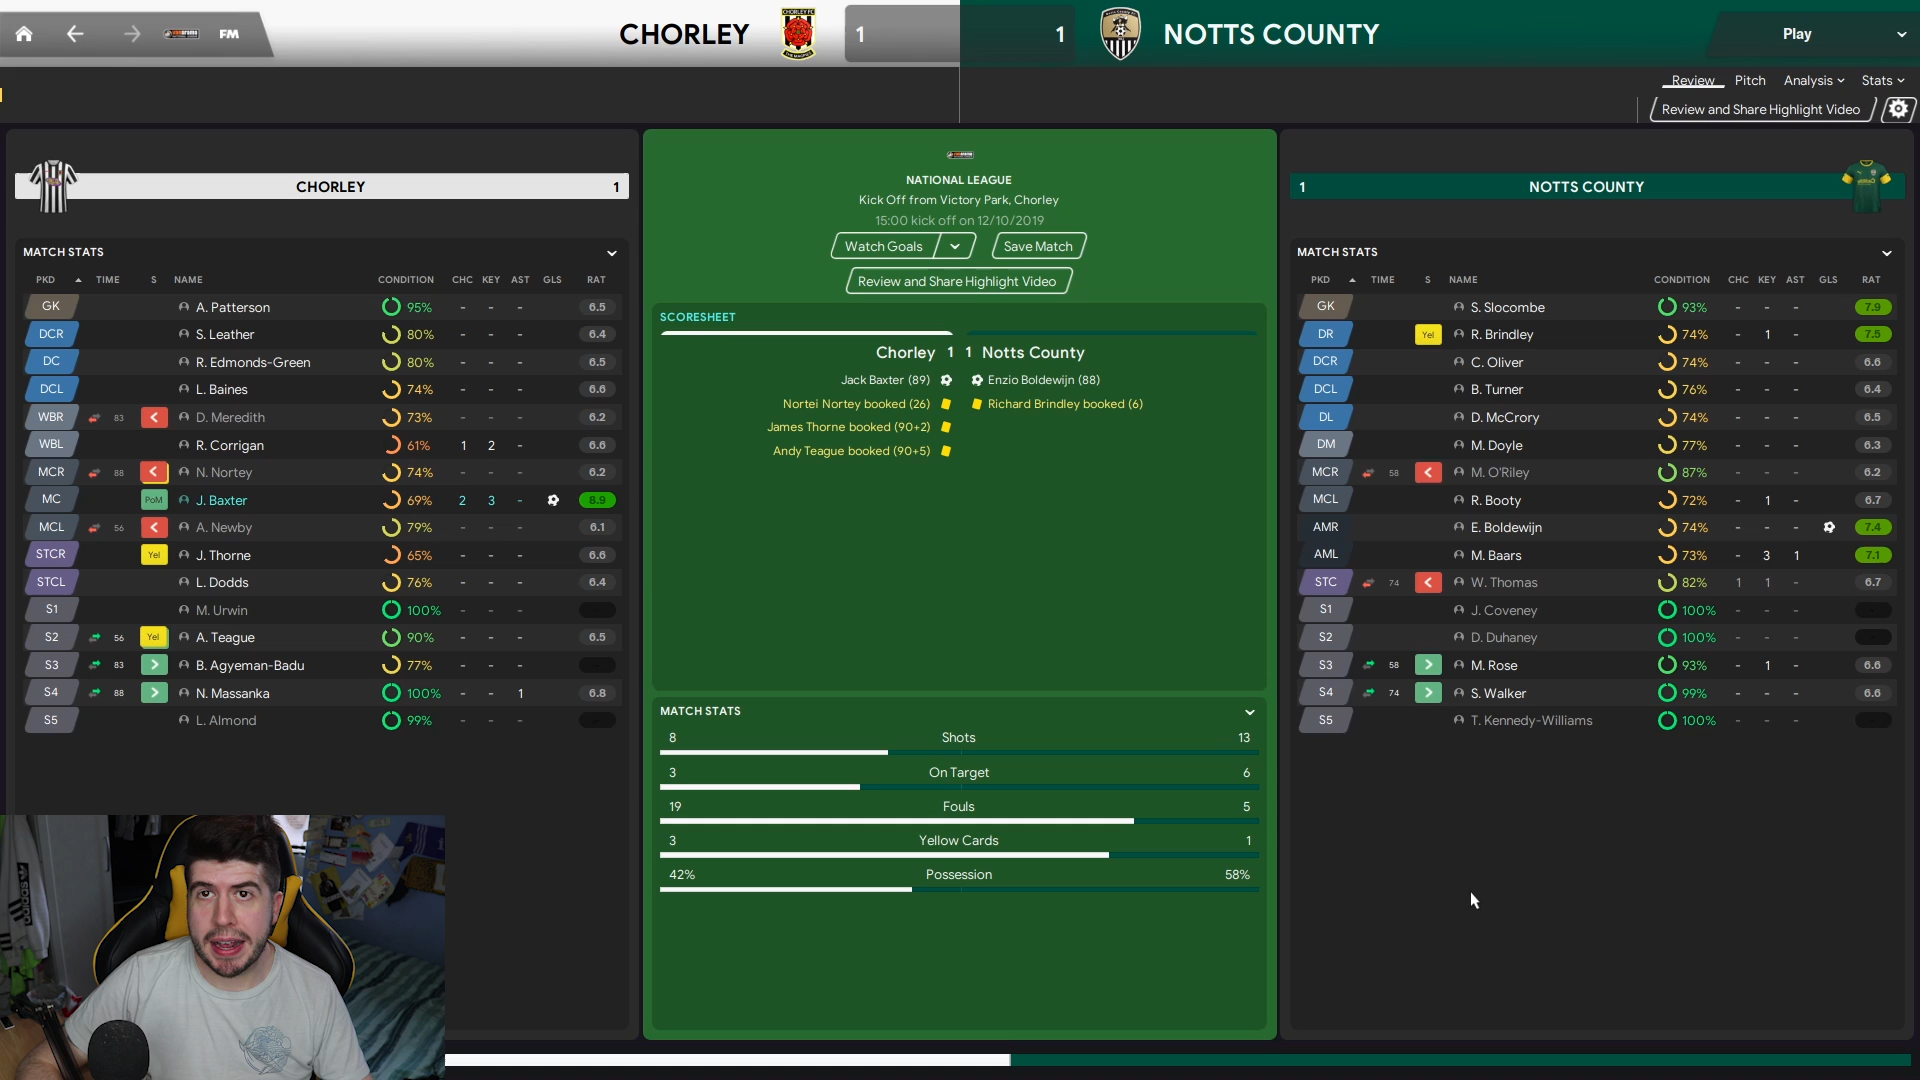 FM
CHORLEY
1
1
NOTTS COUNTY
Play
Review Pitch Analysis Stats
Review and Share Highlight Video
CHORLEY 1
MATCH STATS
PKD TIME S NAME CONDITION CHC KEY AST GLS RAT
GK A. Patterson 95% - - - 6.5
DCR S. Leather 80% - - - 6.4
DC R. Edmonds-Green 80% - - - 6.5
DCL L. Baines 74% - - - 6.6
WBR 83 D. Meredith 73% - - - 6.2
WBL R. Corrigan 61% 1 2 - 6.6
MCR 88 N. Nortey 74% - - - 6.2
MC PoM J. Baxter 69% 2 3 - 8.9
MCL 56 A. Newby 79% - - - 6.1
STCR Yel J. Thorne 65% - - - 6.6
STCL L. Dodds 76% - - - 6.4
S1 M. Urwin 100% - - -
S2 56 Yel A. Teague 90% - - - 6.5
S3 83 B. Agyeman-Badu 77% - - -
S4 88 N. Massanka 100% - - 1 6.8
S5 L. Almond 99% - - -
NATIONAL LEAGUE
Kick Off from Victory Park, Chorley
15:00 kick off on 12/10/2019
Watch Goals
Save Match
Review and Share Highlight Video
SCORESHEET
Chorley 1 1 Notts County
Jack Baxter (89) Enzio Boldewijn (88)
Nortei Nortey booked (26) Richard Brindley booked (6)
James Thorne booked (90+2)
Andy Teague booked (90+5)
MATCH STATS
8 Shots 13
3 On Target 6
19 Fouls 5
3 Yellow Cards 1
42% Possession 58%
1 NOTTS COUNTY
MATCH STATS
PKD TIME S NAME CONDITION CHC KEY AST GLS RAT
GK S. Slocombe 93% - - - 7.9
DR Yel R. Brindley 74% - 1 - 7.5
DCR C. Oliver 74% - - - 6.6
DCL B. Turner 76% - - - 6.4
DL D. McCrory 74% - - - 6.5
DM M. Doyle 77% - - - 6.3
MCR 58 M. O'Riley 87% - - - 6.2
MCL R. Booty 72% - 1 - 6.7
AMR E. Boldewijn 74% - - - 7.4
AML M. Baars 73% - 3 1 7.1
STC 74 W. Thomas 82% 1 1 - 6.7
S1 J. Coveney 100% - - -
S2 D. Duhaney 100% - - -
S3 58 M. Rose 93% - 1 - 6.6
S4 74 S. Walker 99% - - - 6.6
S5 T. Kennedy-Williams 100% - - -
adidas